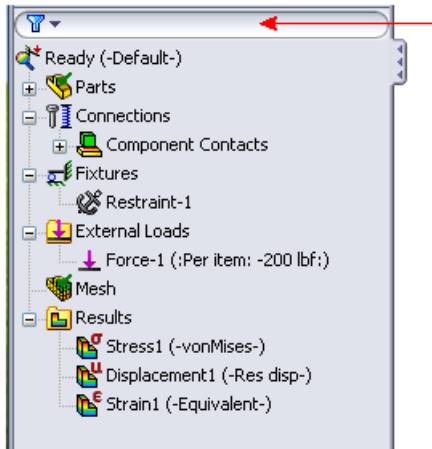 Ready (-Default-)
Parts
Connections
Component Contacts
Fixtures
Restraint-1
External Loads
Force-1 (:Per item: -200 lbf:)
Mesh
Results
σ
Stress1 (-vonMises-)
u
Displacement1 (-Res disp-)
ε
Strain1 (-Equivalent-)